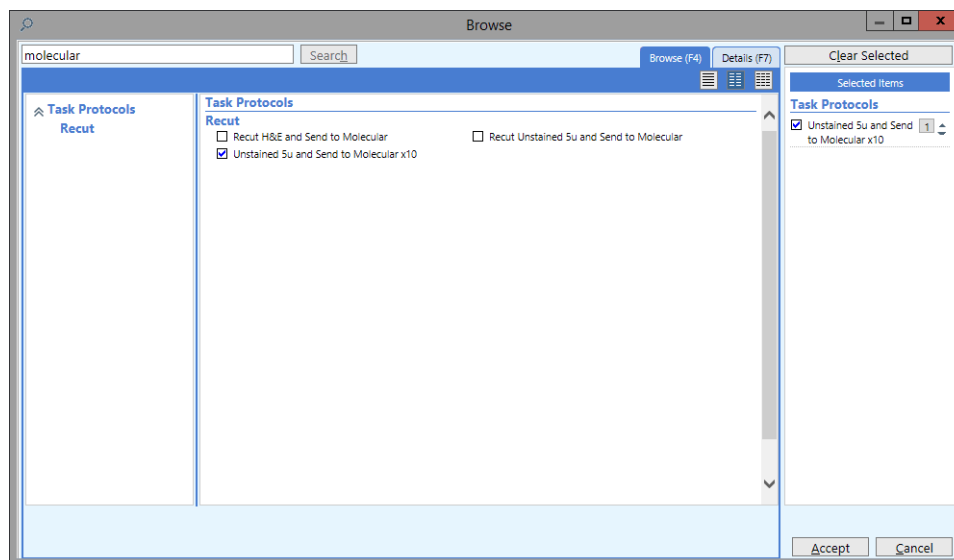 Browse
molecular
Search
Browse (F4)
Details (F7)
Clear Selected
Selected Items
Task Protocols
Recut
Task Protocols
Recut
Recut H&E and Send to Molecular
Recut Unstained 5u and Send to Molecular
Unstained 5u and Send to Molecular x10
Task Protocols
Unstained 5u and Send
to Molecular x10
1
Accept
Cancel